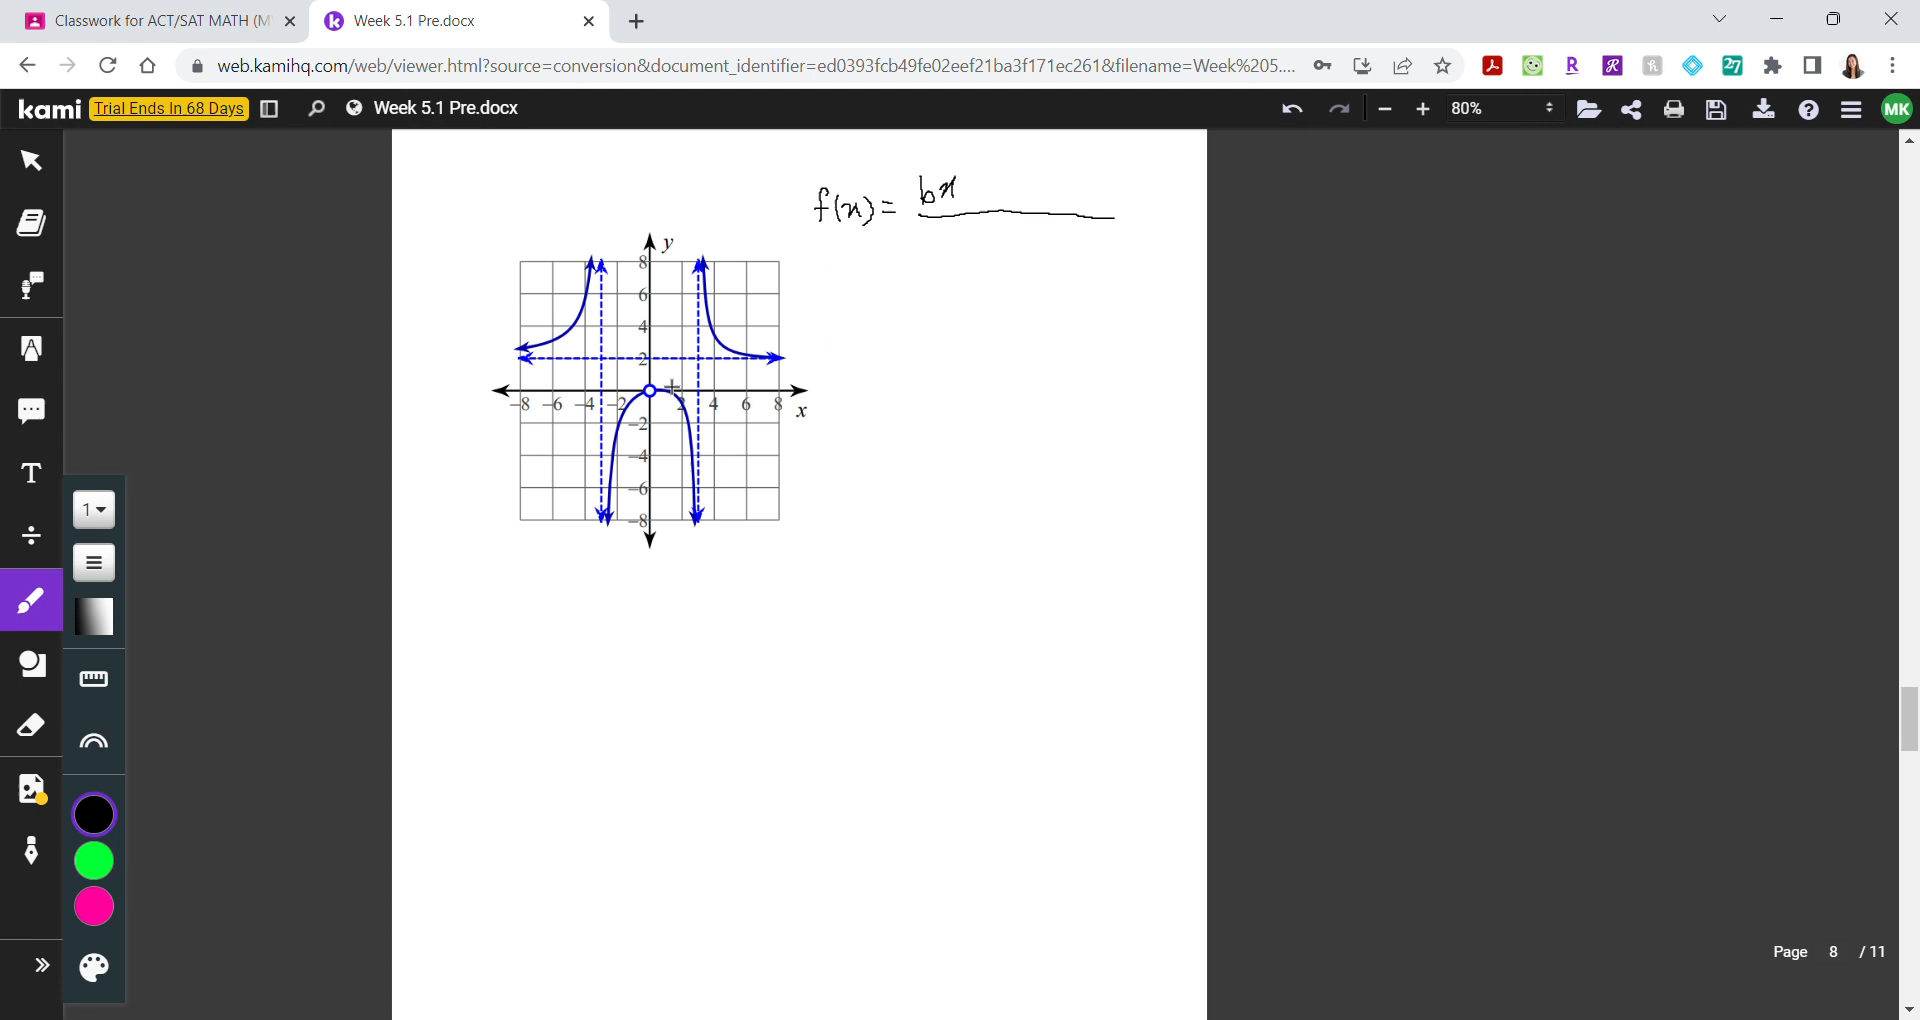 Classwork for ACT/SAT MATH (M
Week 5.1 Pre.docx
web.kamihq.com/web/viewer.html?source=conversion&document_identifier=ed0393fcb49fe02eef21ba3f171ec261&filename=Week%205....
kami
Trial Ends In 68 Days
Week 5.1 Pre.docx
80%
MK
f(x) = bx
y
8
6
4
2
-8 -6 -4 -2 2 4 6 8
x
-2
-4
-6
-8
T
1
Page 8 / 11